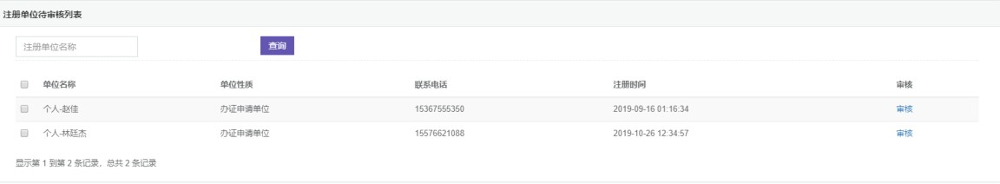 注册单位待审核列表
注册单位名称 查询
单位名称 单位性质 联系电话 注册时间 审核
个人-赵佳 办证申请单位 15367555350 2019-09-16 01:16:34 审核
个人-林廷杰 办证申请单位 15576621088 2019-10-26 12:34:57 审核
显示第 1 到第 2 条记录，总共 2 条记录